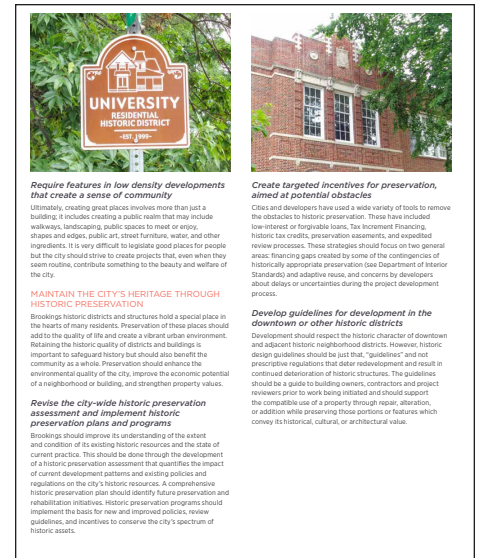 UNIVERSITY
RESIDENTIAL
HISTORIC DISTRICT
-EST. 1999-
Require features in low density developments
that create a sense of community
Ultimately, creating great places involves more than just a
building; it includes creating a public realm that may include
walkways, landscaping, public spaces to meet or enjoy,
shapes and edges, public art, street furniture, water, and other
ingredients. It is very difficult to legislate good places for people
but the city should strive to create projects that, even when they
seem routine, contribute something to the beauty and welfare of
the city.
MAINTAIN THE CITY'S HERITAGE THROUGH
HISTORIC PRESERVATION
Brookings historic districts and structures hold a special place in
the hearts of many residents. Preservation of these places should
add to the quality of life and create a vibrant urban environment.
Retaining the historic quality of districts and buildings is
important to safeguard history but should also benefit the
community as a whole. Preservation should enhance the
environmental quality of the city, improve the economic potential
of a neighborhood or building, and strengthen property values.
Revise the city-wide historic preservation
assessment and implement historic
preservation plans and programs
Brookings should improve its understanding of the extent
and condition of its existing historic resources and the state of
current practice. This should be done through the development
of a historic preservation assessment that quantifies the impact
of current development patterns and existing policies and
regulations on the city's historic resources. A comprehensive
historic preservation plan should identify future preservation and
rehabilitation initiatives. Historic preservation programs should
implement the basis for new and improved policies, review
guidelines, and incentives to conserve the city's spectrum of
historic assets.
Create targeted incentives for preservation,
aimed at potential obstacles
Cities and developers have used a wide variety of tools to remove
the obstacles to historic preservation. These have included
low-interest or forgivable loans, Tax Increment Financing,
historic tax credits, preservation easements, and expedited
review processes. These strategies should focus on two general
areas: financing gaps created by some of the contingencies of
historically appropriate preservation (see Department of Interior
Standards) and adaptive reuse, and concerns by developers
about delays or uncertainties during the project development
process.
Develop guidelines for development in the
downtown or other historic districts
Development should respect the historic character of downtown
and adjacent historic neighborhood districts. However, historic
design guidelines should be just that, "guidelines" and not
prescriptive regulations that deter redevelopment and result in
continued deterioration of historic structures. The guidelines
should be a guide to building owners, contractors and project
reviewers prior to work being initiated and should support
the compatible use of a property through repair, alteration,
or addition while preserving those portions or features which
convey its historical, cultural, or architectural value.